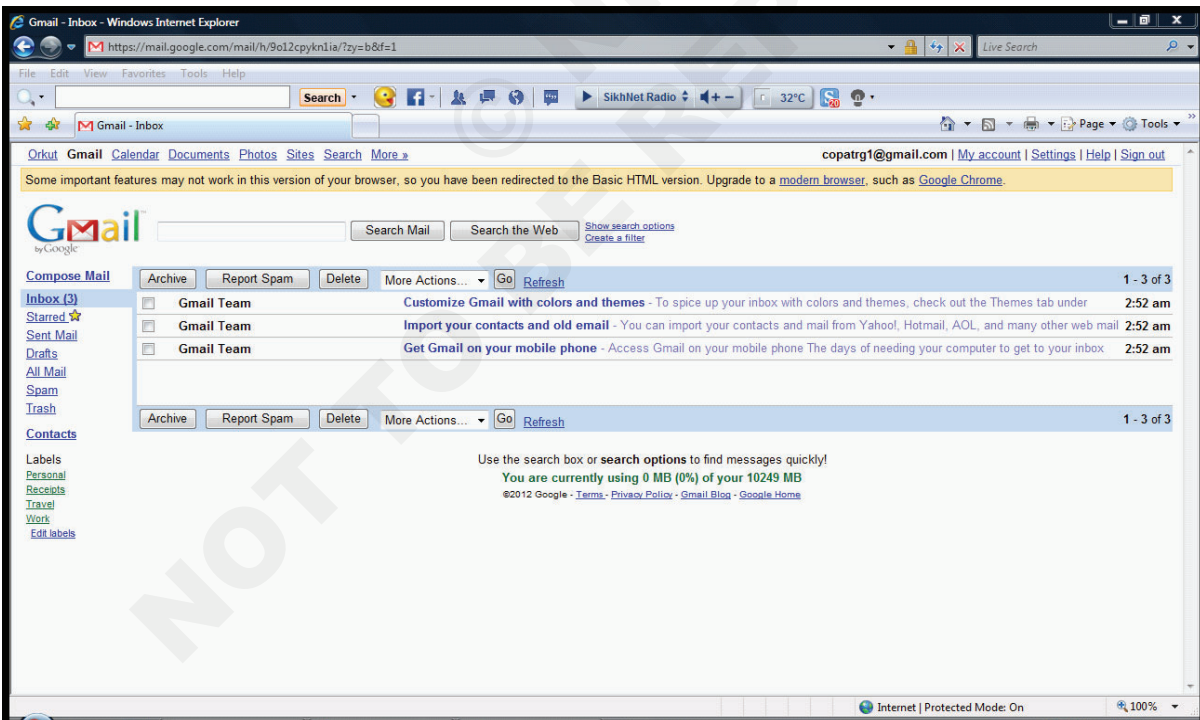 Gmail - Inbox - Windows Internet Explorer
https://mail.google.com/mail/h/9o12cpykn1ia/?zy=b&f=1 Live Search
File Edit View Favorites Tools Help
Search SikhNet Radio 32°C 20
Gmail - Inbox Page Tools
Orkut Gmail Calendar Documents Photos Sites Search More » copatrg1@gmail.com | My account | Settings | Help | Sign out
Some important features may not work in this version of your browser, so you have been redirected to the Basic HTML version. Upgrade to a modern browser, such as Google Chrome.
Gmail by Google Search Mail Search the Web Show search options
Create a filter
Compose Mail Archive Report Spam Delete More Actions... Go Refresh 1 - 3 of 3
Inbox (3) Gmail Team Customize Gmail with colors and themes - To spice up your inbox with colors and themes, check out the Themes tab under 2:52 am
Starred Gmail Team Import your contacts and old email - You can import your contacts and mail from Yahoo!, Hotmail, AOL, and many other web mail 2:52 am
Sent Mail
Drafts Gmail Team Get Gmail on your mobile phone - Access Gmail on your mobile phone The days of needing your computer to get to your inbox 2:52 am
All Mail
Spam
Trash
Archive Report Spam Delete More Actions... Go Refresh 1 - 3 of 3
Contacts
Labels Use the search box or search options to find messages quickly!
Personal You are currently using 0 MB (0%) of your 10249 MB
Receipts ©2012 Google - Terms - Privacy Policy - Gmail Blog - Google Home
Travel
Work
Edit labels
Internet | Protected Mode: On 100%
© NOT TO BE RE